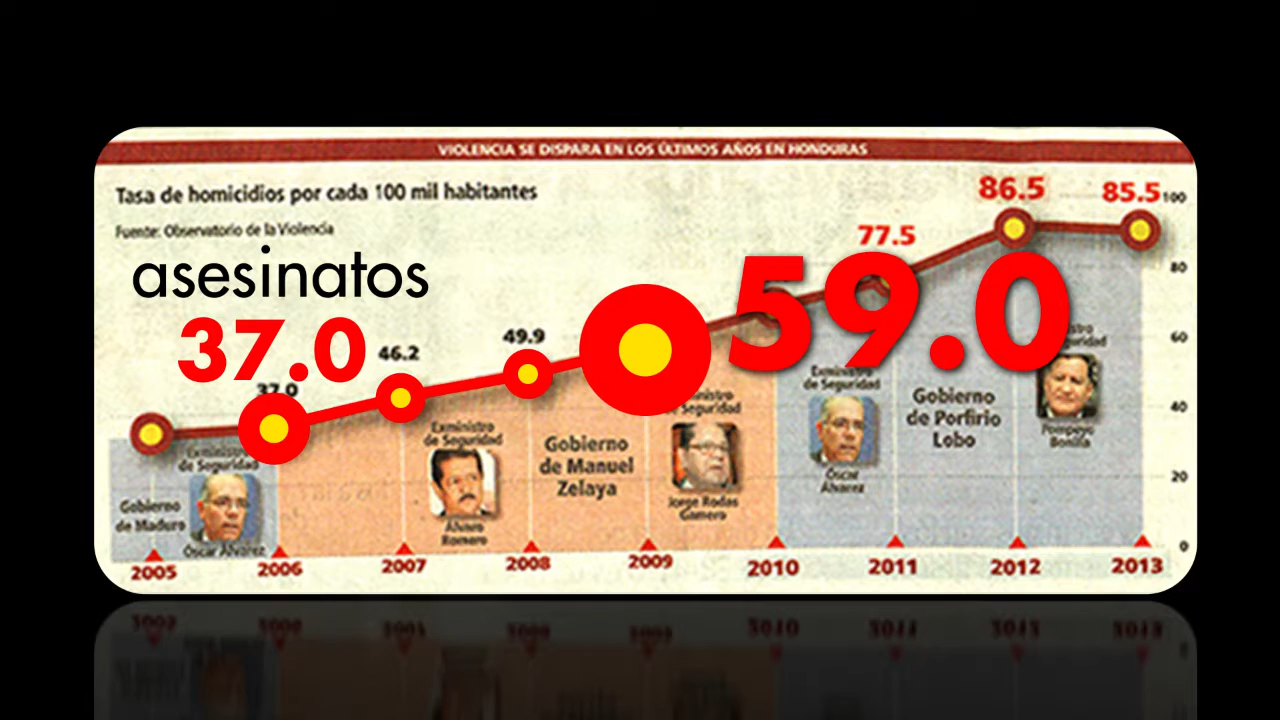 VIOLENCIA SE DISPARA EN LOS ÚLTIMOS AÑOS EN HONDURAS
Tasa de homicidios por cada 100 mil habitantes
Fuente: Observatorio de la Violencia
asesinatos
37.0
37.0
46.2
49.9
59.0
77.5
86.5
85.5
100
80
60
40
20
0
Gobierno
de Maduro
Exministro
de Seguridad
Óscar Álvarez
Exministro
de Seguridad
Álvaro
Romero
Gobierno
de Manuel
Zelaya
de Seguridad
Jorge Rodas
Gamero
Exministro
de Seguridad
Óscar
Álvarez
Gobierno
de Porfirio
Lobo
Pompeyo
Bonilla
2005 2006 2007 2008 2009 2010 2011 2012 2013